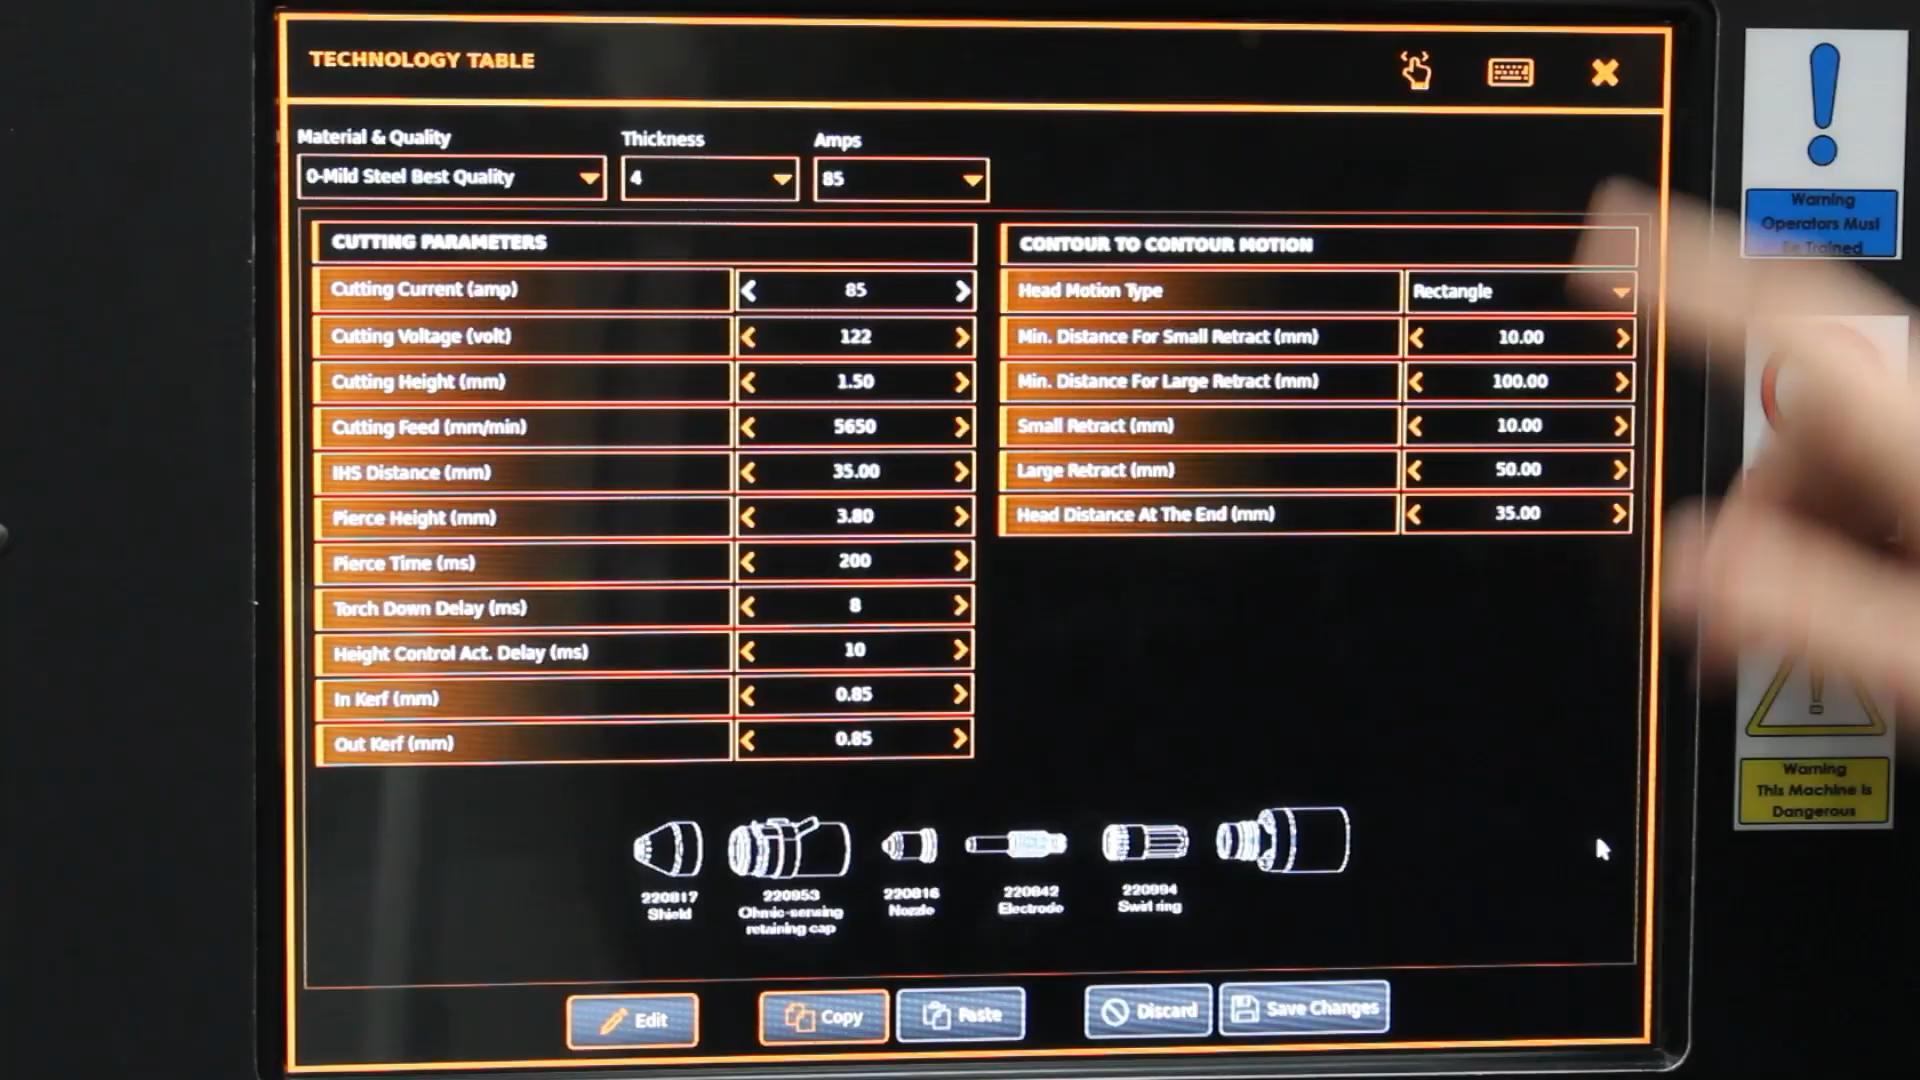 TECHNOLOGY TABLE
Material & Quality
Thickness
Amps
0-Mild Steel Best Quality
4
85
CUTTING PARAMETERS
Cutting Current (amp) 85
Cutting Voltage (volt) 122
Cutting Height (mm) 1.50
Cutting Feed (mm/min) 5650
IHS Distance (mm) 35.00
Pierce Height (mm) 3.80
Pierce Time (ms) 200
Torch Down Delay (ms) 8
Height Control Act. Delay (ms) 10
In Kerf (mm) 0.85
Out Kerf (mm) 0.85
CONTOUR TO CONTOUR MOTION
Head Motion Type Rectangle
Min. Distance For Small Retract (mm) 10.00
Min. Distance For Large Retract (mm) 100.00
Small Retract (mm) 10.00
Large Retract (mm) 50.00
Head Distance At The End (mm) 35.00
220817
Shield
220953
Ohmic-sensing
retaining cap
220816
Nozzle
220842
Electrode
220994
Swirl ring
Edit
Copy
Paste
Discard
Save Changes
Warning
Operators Must
Be Trained
Warning
This Machine is
Dangerous